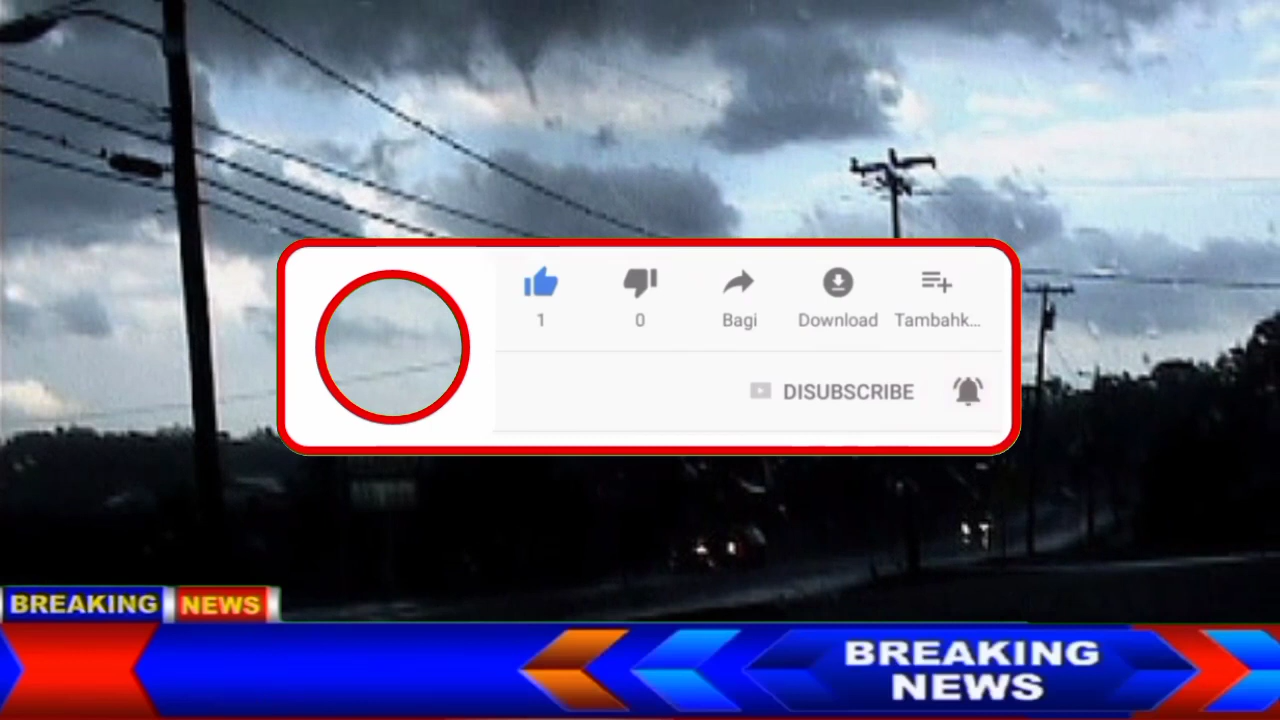 1
0
Bagi
Download
Tambahk...
DISUBSCRIBE
BREAKING NEWS
BREAKING
NEWS